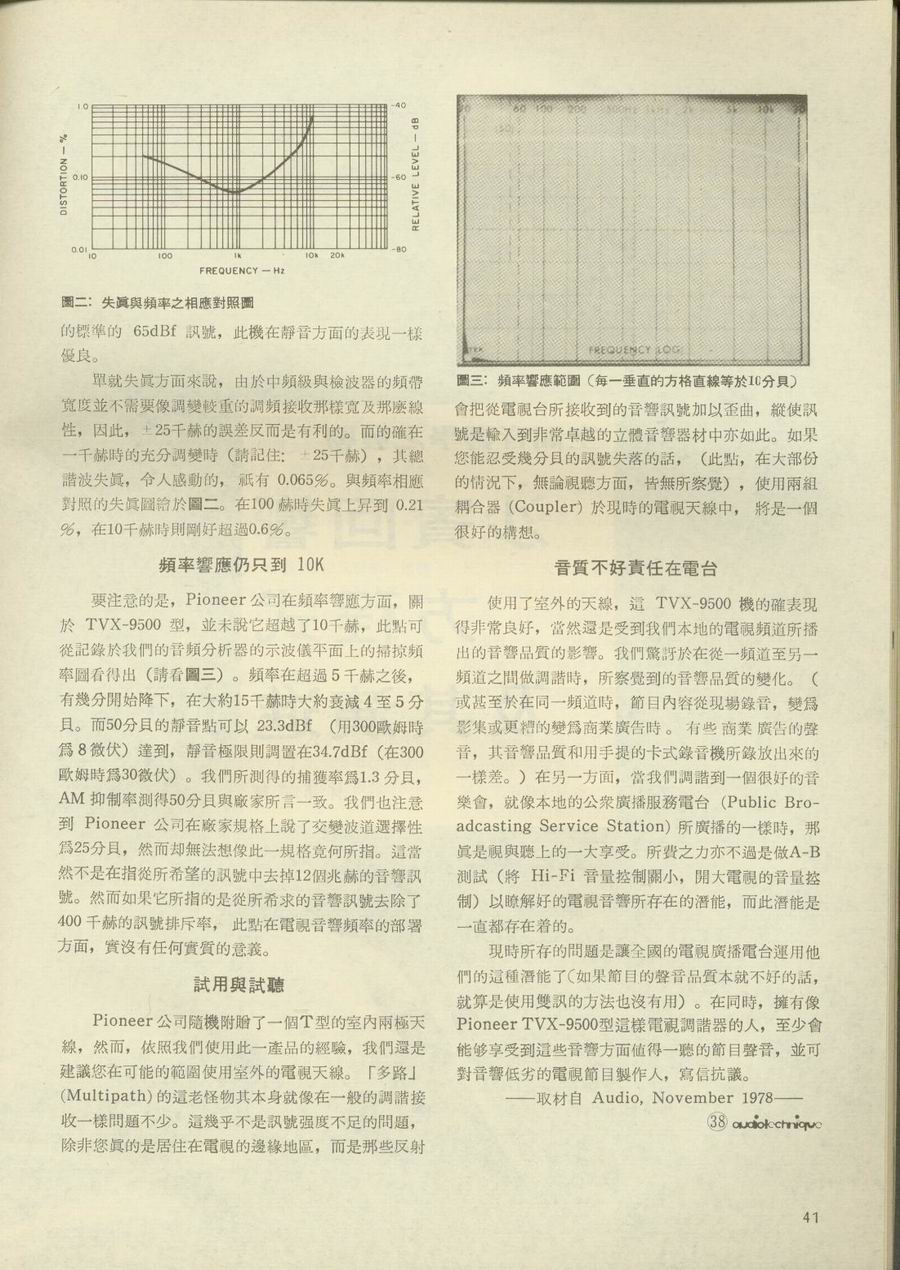 1.0
0.10
0.01
DISTORTION — %
-40
-60
-80
RELATIVE LEVEL — dB
10 100 1k 10k 20k
FREQUENCY — Hz
圖二：失眞與頻率之相應對照圖
的標準的 65dBf 訊號，此機在靜音方面的表現一樣
優良。
單就失眞方面來說，由於中頻級與檢波器的頻帶
寬度並不需要像調變較重的調頻接收那樣寬及那麽線
性，因此，±25千赫的誤差反而是有利的。而的確在
一千赫時的充分調變時（請記住：±25千赫），其總
諧波失眞，令人感動的，祇有 0.065%。與頻率相應
對照的失眞圖繪於圖二。在100 赫時失眞上昇到 0.21
%，在10千赫時則剛好超過0.6%。
頻率響應仍只到 10K
要注意的是，Pioneer 公司在頻率響應方面，關
於 TVX-9500 型，並未說它超越了10千赫，此點可
從記錄於我們的音頻分析器的示波儀平面上的掃掠頻
率圖看得出（請看圖三）。頻率在超過 5 千赫之後，
有幾分開始降下，在大約15千赫時大約衰減 4 至 5 分
貝。而50分貝的靜音點可以 23.3dBf （用300歐姆時
爲 8 微伏）達到，靜音極限則調置在34.7dBf（在300
歐姆時爲30微伏）。我們所測得的捕獲率爲1.3 分貝，
AM 抑制率測得50分貝與廠家所言一致。我們也注意
到 Pioneer 公司在廠家規格上說了交變波道選擇性
爲25分貝，然而却無法想像此一規格竟何所指。這當
然不是在指從所希望的訊號中去掉12個兆赫的音響訊
號。然而如果它所指的是從所希求的音響訊號去除了
400 千赫的訊號排斥率， 此點在電視音響頻率的部署
方面，實沒有任何實質的意義。
試用與試聽
Pioneer 公司隨機附贈了一個T型的室內兩極天
線，然而，依照我們使用此一產品的經驗，我們還是
建議您在可能的範圍使用室外的電視天線。「多路」
(Multipath) 的這老怪物其本身就像在一般的調諧接
收一樣問題不少。這幾乎不是訊號强度不足的問題，
除非您眞的是居住在電視的邊緣地區，而是那些反射
60 100 200 500Hz 1kHz 2k 5k 10k
FREQUENCY (LOG)
圖三：頻率響應範圍（每一垂直的方格直線等於10分貝）
會把從電視台所接收到的音響訊號加以歪曲，縱使訊
號是輸入到非常卓越的立體音響器材中亦如此。如果
您能忍受幾分貝的訊號失落的話，（此點，在大部份
的情況下，無論視聽方面，皆無所察覺），使用兩組
耦合器 (Coupler) 於現時的電視天線中， 將是一個
很好的構想。
音質不好責任在電台
使用了室外的天線，這 TVX-9500 機的確表現
得非常良好，當然還是受到我們本地的電視頻道所播
出的音響品質的影響。我們驚訝於在從一頻道至另一
頻道之間做調諧時，所察覺到的音響品質的變化。（
或甚至於在同一頻道時，節目內容從現場錄音，變爲
影集或更糟的變爲商業廣告時 。 有些 商業 廣告的聲
音，其音響品質和用手提的卡式錄音機所錄放出來的
一樣差。）在另一方面，當我們調諧到一個很好的音
樂會，就像本地的公衆廣播服務電台 (Public Bro-
adcasting Service Station) 所廣播的一樣時，那
眞是視與聽上的一大享受。所費之力亦不過是做A-B
測試（將 Hi-Fi 音量控制關小，開大電視的音量控
制）以瞭解好的電視音響所存在的潛能，而此潛能是
一直都存在着的。
現時所存的問題是讓全國的電視廣播電台運用他
們的這種潛能了(如果節目的聲音品質本就不好的話，
就算是使用雙訊的方法也沒有用）。在同時，擁有像
Pioneer TVX-9500型這樣電視調諧器的人，至少會
能够享受到這些音響方面值得一聽的節目聲音，並可
對音響低劣的電視節目製作人，寫信抗議。
——取材自 Audio, November 1978——
㊳ audiotechnique
41